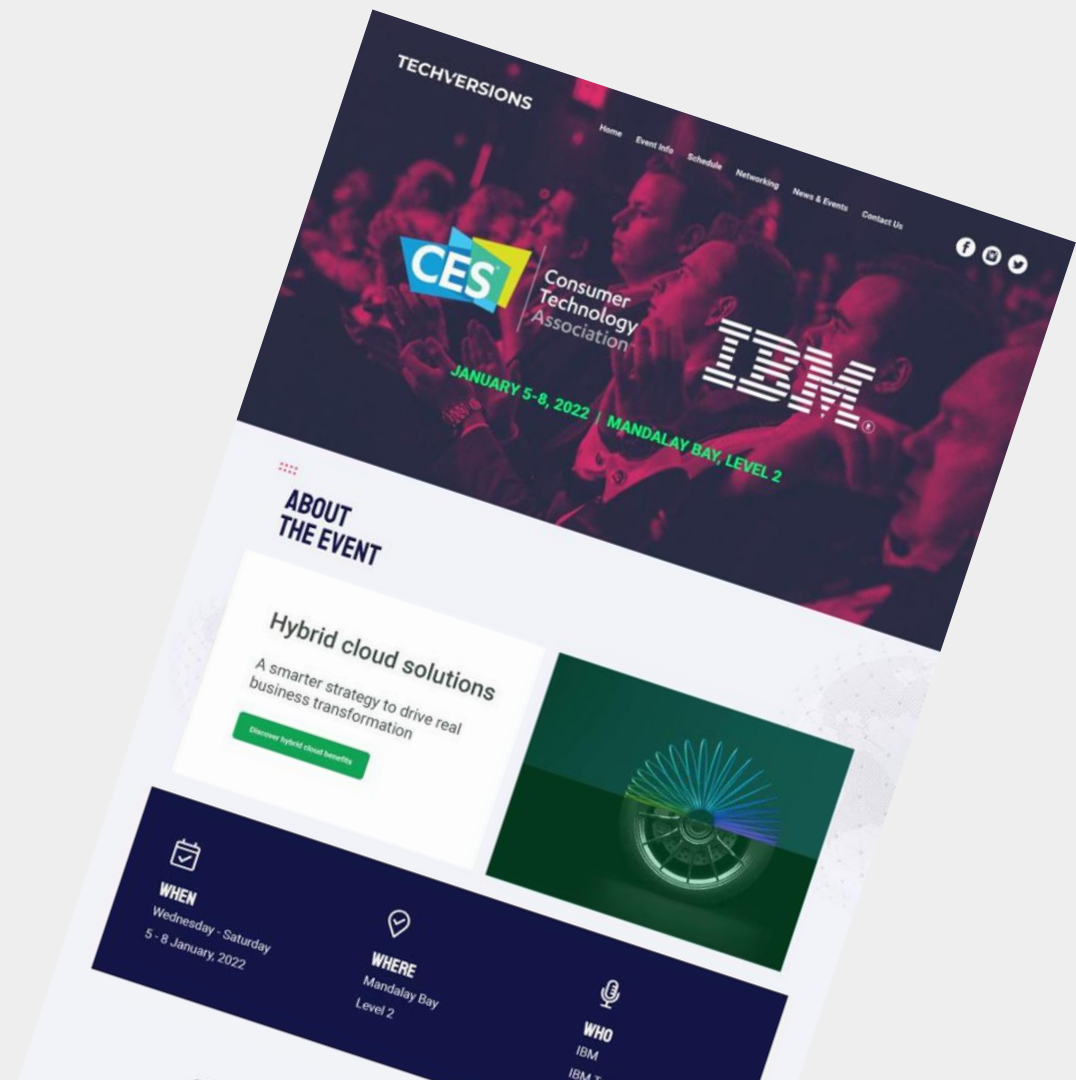 TECHVERSIONS
Home Event Info Schedule Networking News & Events Contact Us
CES
Consumer
Technology
Association
IBM
JANUARY 5-8, 2022 | MANDALAY BAY, LEVEL 2
ABOUT
THE EVENT
Hybrid cloud solutions
A smarter strategy to drive real
business transformation
Discover hybrid cloud benefits
WHEN
Wednesday - Saturday
5 - 8 January, 2022
WHERE
Mandalay Bay
Level 2
WHO
IBM
IBM